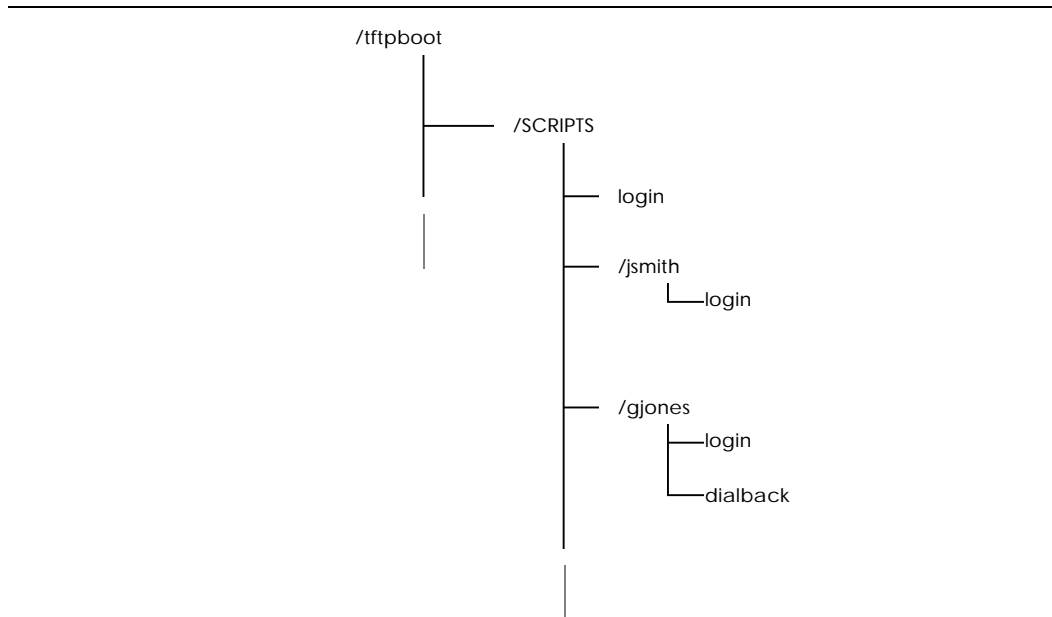 /tftpboot
/SCRIPTS
login
/jsmith
login
/gjones
login
dialback